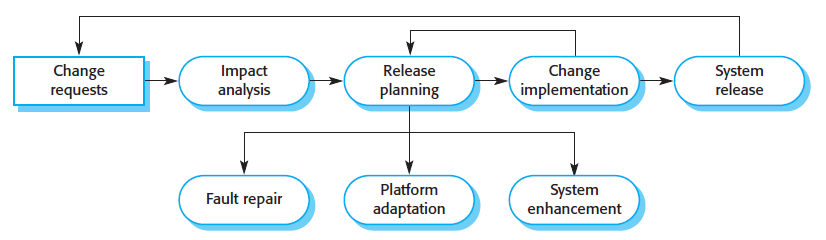 Change
requests
Impact
analysis
Release
planning
Change
implementation
System
release
Fault repair
Platform
adaptation
System
enhancement